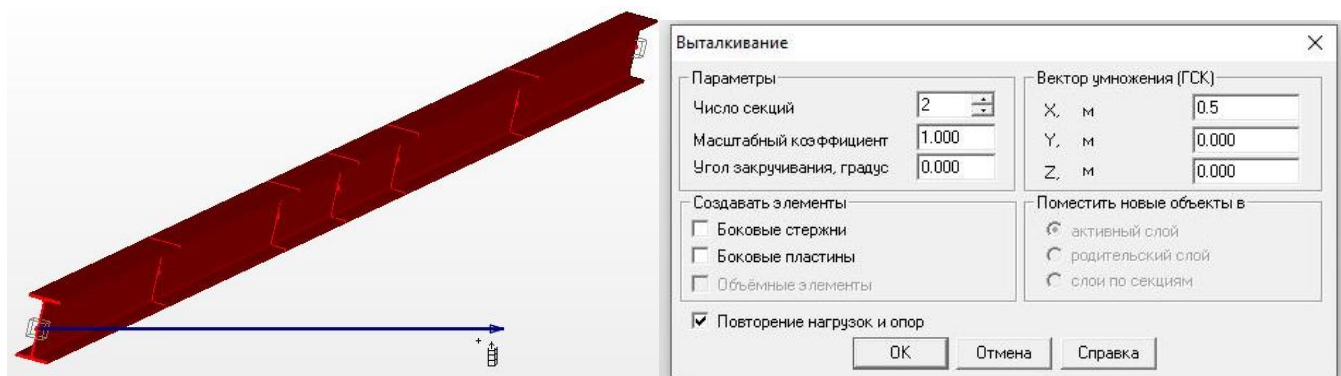 Выталкивание
Параметры
Число секций 2
Масштабный коэффициент 1.000
Угол закручивания, градус 0.000
Вектор умножения (ГСК)
X, м 0.5
Y, м 0.000
Z, м 0.000
Создавать элементы
Боковые стержни
Боковые пластины
Объёмные элементы
Поместить новые объекты в
активный слой
родительский слой
слои по секциям
Повторение нагрузок и опор
OK Отмена Справка